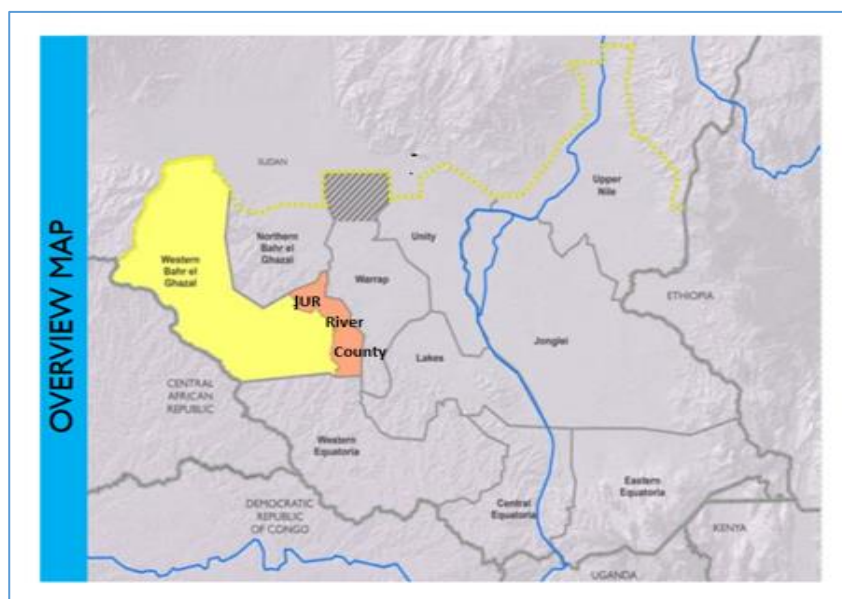 OVERVIEW MAP
SUDAN
Upper
Nile
Northern
Bahr el
Ghazal
Unity
Western
Bahr el
Ghazal
Warrap
JUR
River
County
ETHIOPIA
Jonglei
Lakes
CENTRAL
AFRICAN
REPUBLIC
Western
Equatoria
Eastern
Equatoria
DEMOCRATIC
REPUBLIC
OF CONGO
Central
Equatoria
KENYA
UGANDA